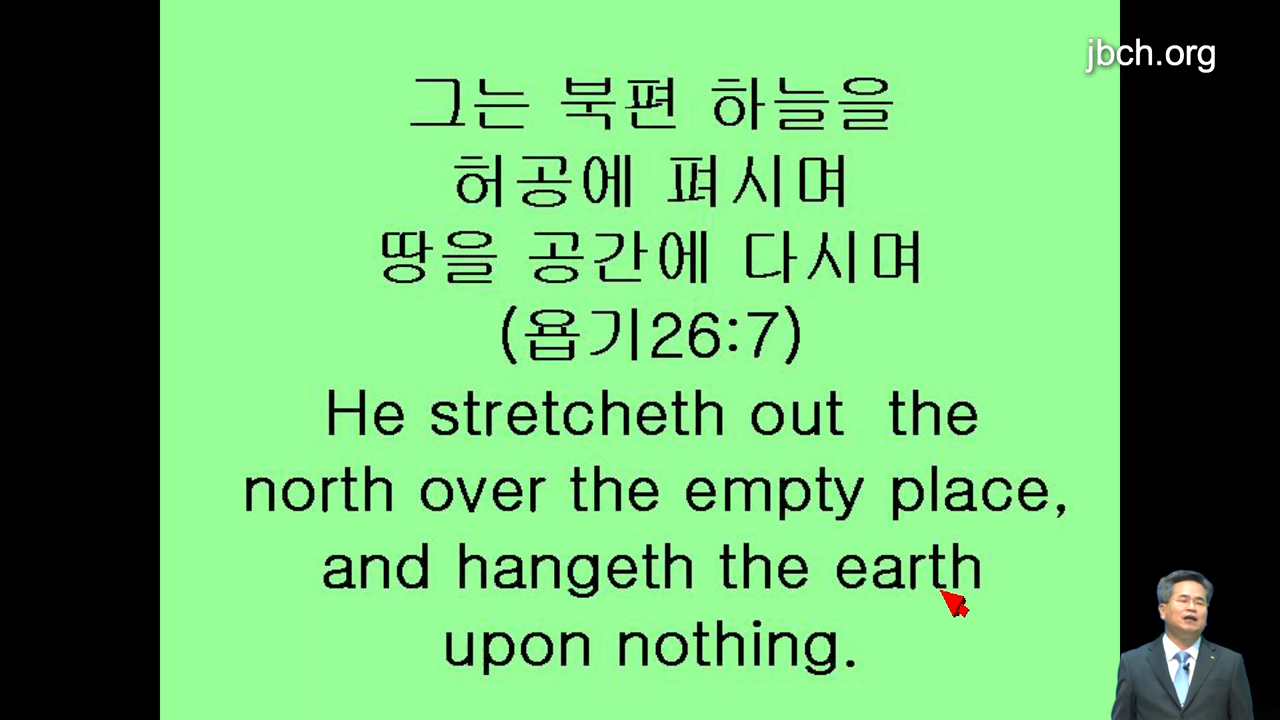 jbch.org
그는 북편 하늘을
허공에 펴시며
땅을 공간에 다시며
(욥기26:7)
He stretcheth out the
north over the empty place,
and hangeth the earth
upon nothing.